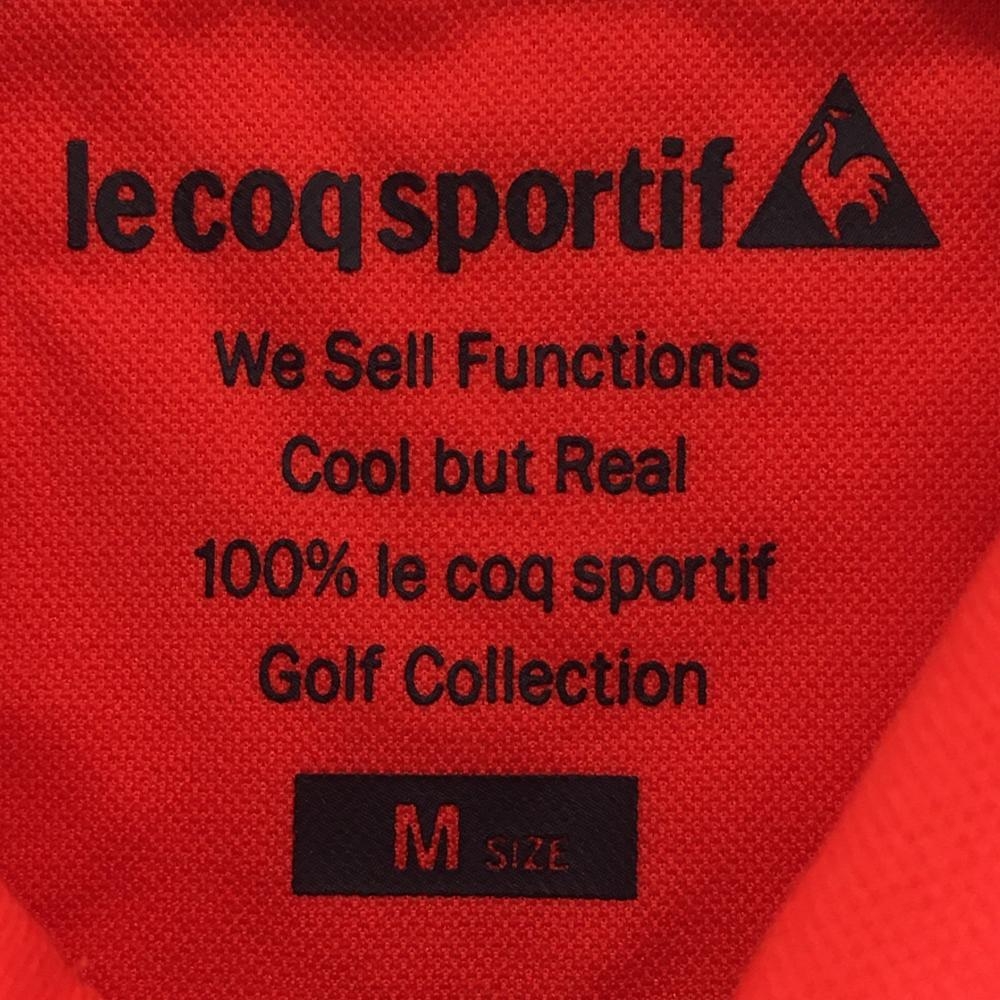 le coq sportif
We Sell Functions
Cool but Real
100% le coq sportif
Golf Collection
M SIZE